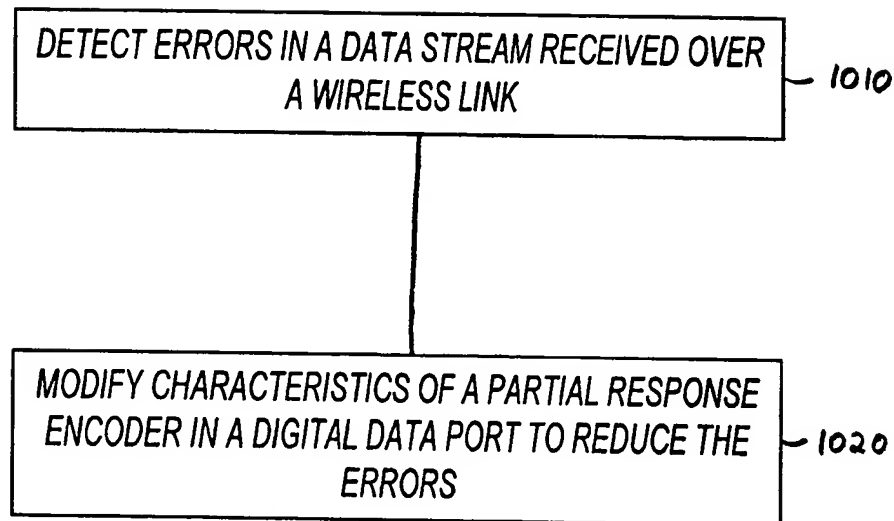 DETECT ERRORS IN A DATA STREAM RECEIVED OVER
A WIRELESS LINK
1010
MODIFY CHARACTERISTICS OF A PARTIAL RESPONSE
ENCODER IN A DIGITAL DATA PORT TO REDUCE THE
ERRORS
1020